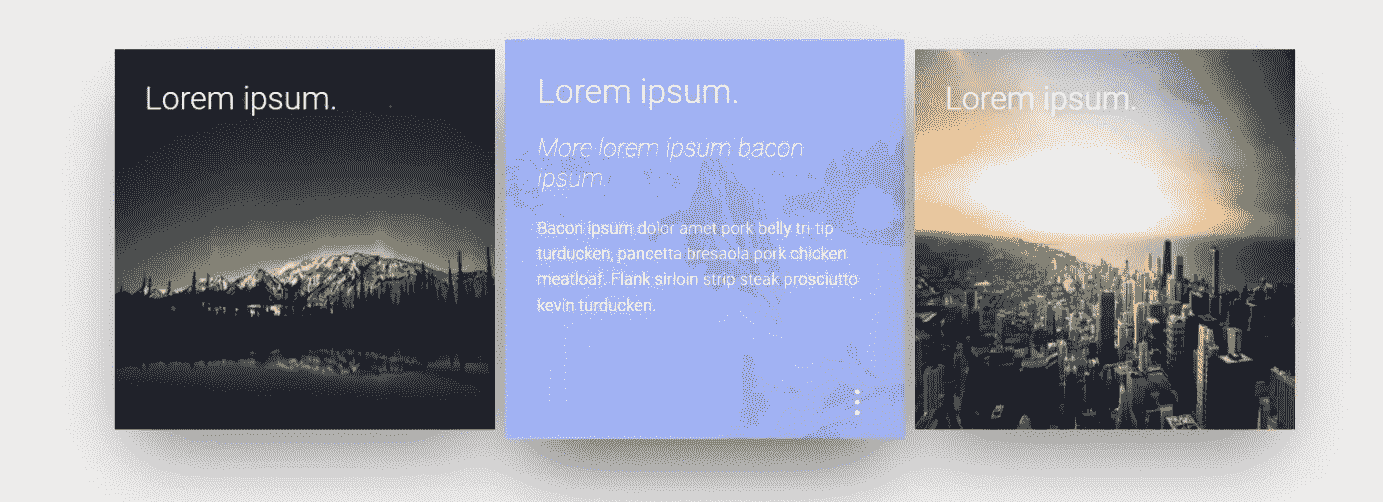 Lorem ipsum.
Lorem ipsum.
More lorem ipsum bacon
ipsum.
Bacon ipsum dolor amet pork belly tri-tip
turducken, pancetta bresaola pork chicken
meatloaf. Flank sirloin strip steak prosciutto
kevin turducken.
Lorem ipsum.